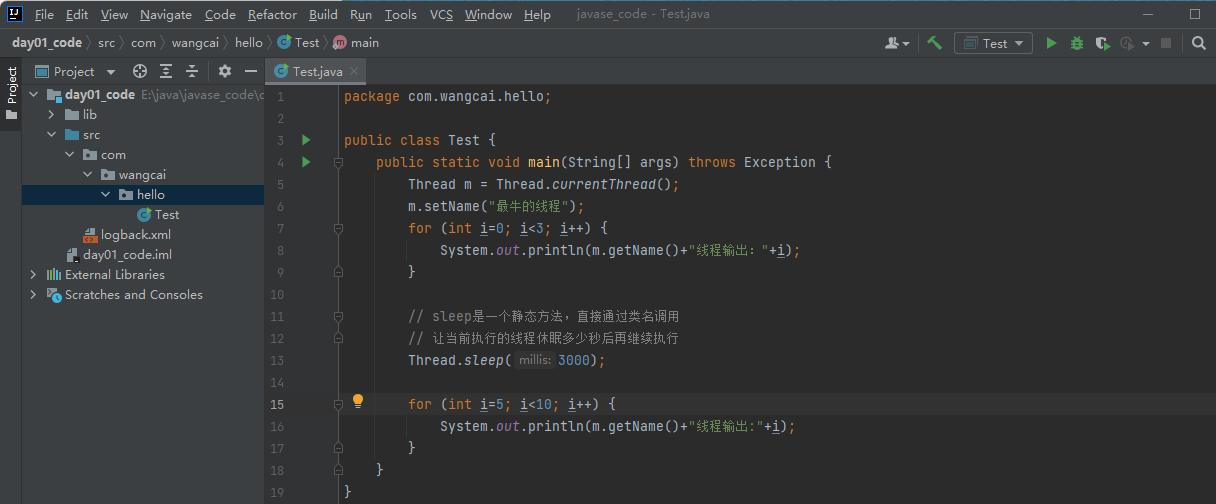 File Edit View Navigate Code Refactor Build Run Tools VCS Window Help javase_code - Test.java
day01_code src com wangcai hello Test main Test
Project
Project Test.java
day01_code E:\java\javase_code\
lib
src
com
wangcai
hello
Test
logback.xml
day01_code.iml
External Libraries
Scratches and Consoles
1 package com.wangcai.hello;
2
3 public class Test {
4 public static void main(String[] args) throws Exception {
5 Thread m = Thread.currentThread();
6 m.setName("最牛的线程");
7 for (int i=0; i<3; i++) {
8 System.out.println(m.getName()+"线程输出："+i);
9 }
10
11 // sleep是一个静态方法，直接通过类名调用
12 // 让当前执行的线程休眠多少秒后再继续执行
13 Thread.sleep( millis: 3000);
14
15 for (int i=5; i<10; i++) {
16 System.out.println(m.getName()+"线程输出:"+i);
17 }
18 }
19 }